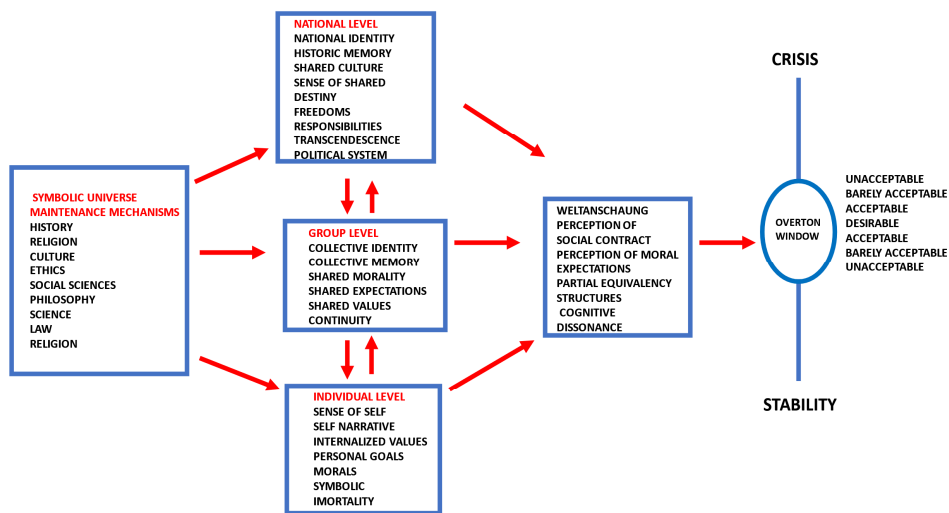 NATIONAL LEVEL
NATIONAL IDENTITY
HISTORIC MEMORY
SHARED CULTURE
SENSE OF SHARED
DESTINY
FREEDOMS
RESPONSIBILITIES
TRANSCENDESCENCE
POLITICAL SYSTEM
SYMBOLIC UNIVERSE
MAINTENANCE MECHANISMS
HISTORY
RELIGION
CULTURE
ETHICS
SOCIAL SCIENCES
PHILOSOPHY
SCIENCE
LAW
RELIGION
GROUP LEVEL
COLLECTIVE IDENTITY
COLLECTIVE MEMORY
SHARED MORALITY
SHARED EXPECTATIONS
SHARED VALUES
CONTINUITY
INDIVIDUAL LEVEL
SENSE OF SELF
SELF NARRATIVE
INTERNALIZED VALUES
PERSONAL GOALS
MORALS
SYMBOLIC
IMORTALITY
WELTANSCHAUNG
PERCEPTION OF
SOCIAL CONTRACT
PERCEPTION OF MORAL
EXPECTATIONS
PARTIAL EQUIVALENCY
STRUCTURES
COGNITIVE
DISSONANCE
CRISIS
OVERTON
WINDOW
STABILITY
UNACCEPTABLE
BARELY ACCEPTABLE
ACCEPTABLE
DESIRABLE
ACCEPTABLE
BARELY ACCEPTABLE
UNACCEPTABLE